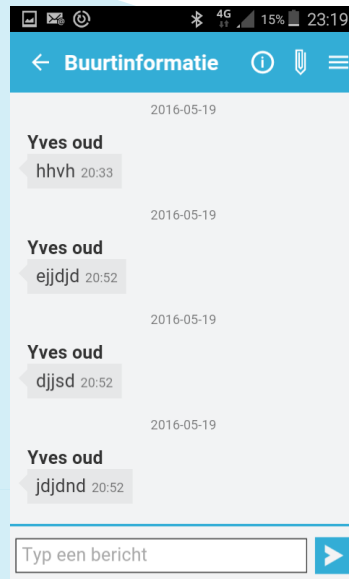 4G 15% 23:19
Buurtinformatie
2016-05-19
Yves oud
hhvh 20:33
2016-05-19
Yves oud
ejjdjd 20:52
2016-05-19
Yves oud
djjsd 20:52
2016-05-19
Yves oud
jdjdnd 20:52
Typ een bericht